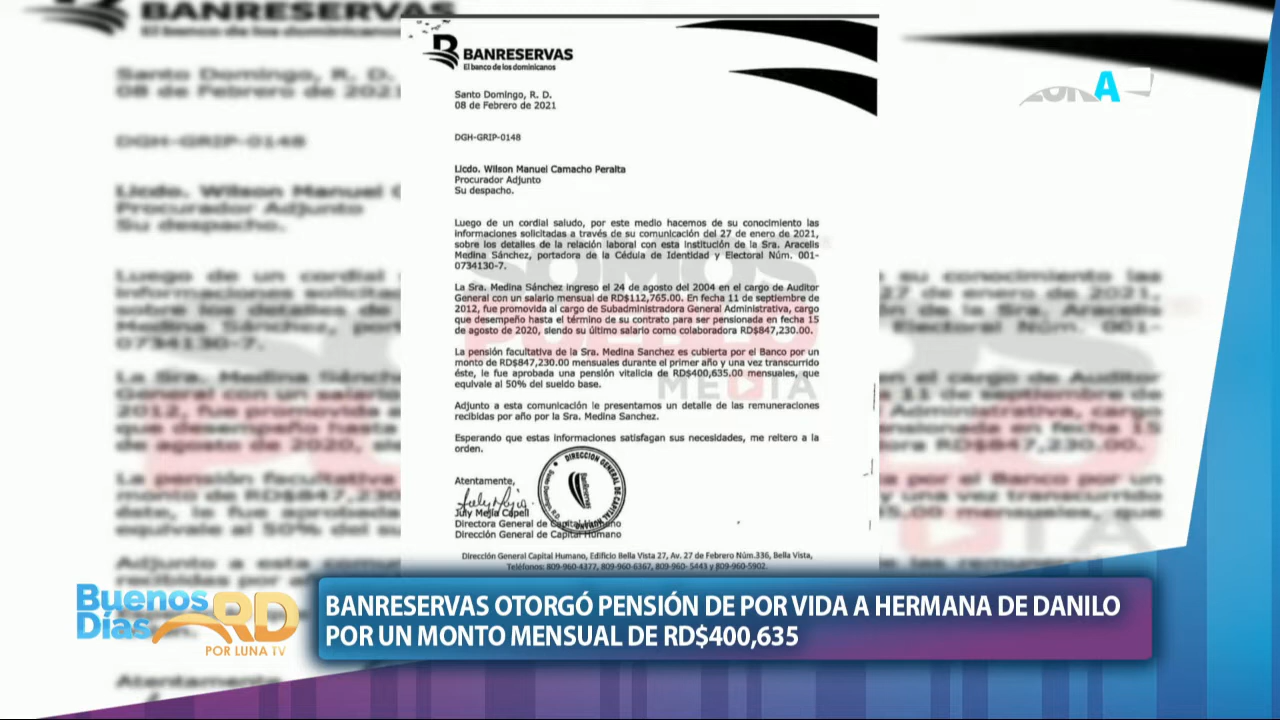 BANRESERVAS
El banco de los dominicanos
Santo Domingo, R. D.
08 de Febrero de 2021
DGH-GRIP-0148
Licdo. Wilson Manuel Camacho Peralta
Procurador Adjunto
Su despacho.
Luego de un cordial saludo, por este medio hacemos de su conocimiento las
informaciones solicitadas a través de su comunicación del 27 de enero de 2021,
sobre los detalles de la relación laboral con esta Institución de la Sra. Aracelis
Medina Sánchez, portadora de la Cédula de Identidad y Electoral Núm. 001-
0734130-7.
La Sra. Medina Sánchez ingreso el 24 de agosto del 2004 en el cargo de Auditor
General con un salario mensual de RD$112,765.00. En fecha 11 de septiembre de
2012, fue promovida al cargo de Subadministradora General Administrativa, cargo
que desempeño hasta el término de su contrato para ser pensionada en fecha 15
de agosto de 2020, siendo su último salario como colaboradora RD$847,230.00.
La pensión facultativa de la Sra. Medina Sanchez es cubierta por el Banco por un
monto de RD$847,230.00 mensuales durante el primer año y una vez transcurrido
éste, le fue aprobada una pensión vitalicia de RD$400,635.00 mensuales, que
equivale al 50% del sueldo base.
Adjunto a esta comunicación le presentamos un detalle de las remuneraciones
recibidas por año por la Sra. Medina Sanchez.
Esperando que estas informaciones satisfagan sus necesidades, me reitero a la
orden.
Atentamente,
July Mejía Capell
Directora General de Capital Humano
Dirección General de Capital Humano
DIRECCION GENERAL DE CAPITAL HUMANO
Dirección General Capital Humano, Edificio Bella Vista 27, Av. 27 de Febrero Núm.336, Bella Vista,
Teléfonos: 809-960-4377, 809-960-6367, 809-960- 5443 y 809-960-5902.
SOMOS
PUEBLO
MEDIA
Buenos
Días RD
POR LUNA TV
BANRESERVAS OTORGÓ PENSIÓN DE POR VIDA A HERMANA DE DANILO
POR UN MONTO MENSUAL DE RD$400,635